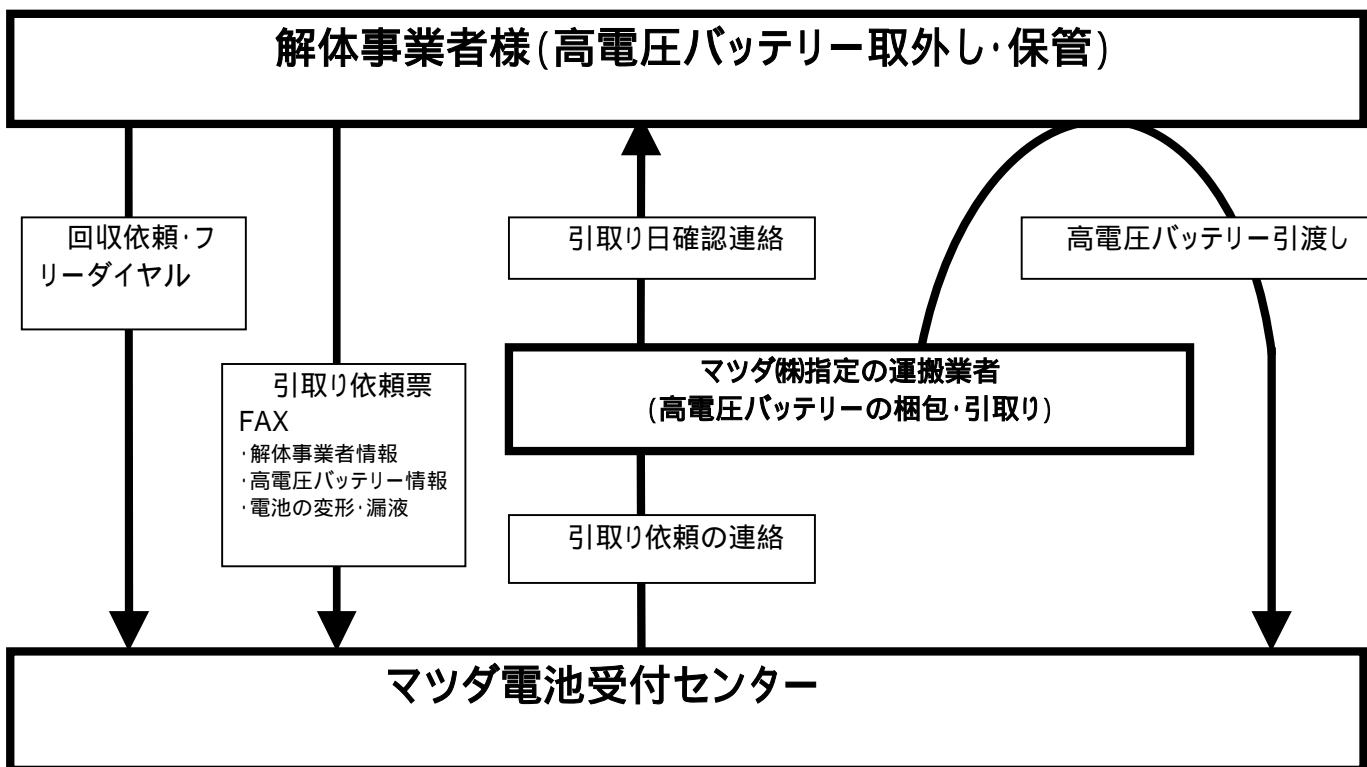 解体事業者様(高電圧バッテリー取外し・保管)
回収依頼・フ
リーダイヤル
引取り日確認連絡
高電圧バッテリー引渡し
マツダ㈱指定の運搬業者
(高電圧バッテリーの梱包・引取り)
引取り依頼票
FAX
・解体事業者情報
・高電圧バッテリー情報
・電池の変形・漏液
引取り依頼の連絡
マツダ電池受付センター